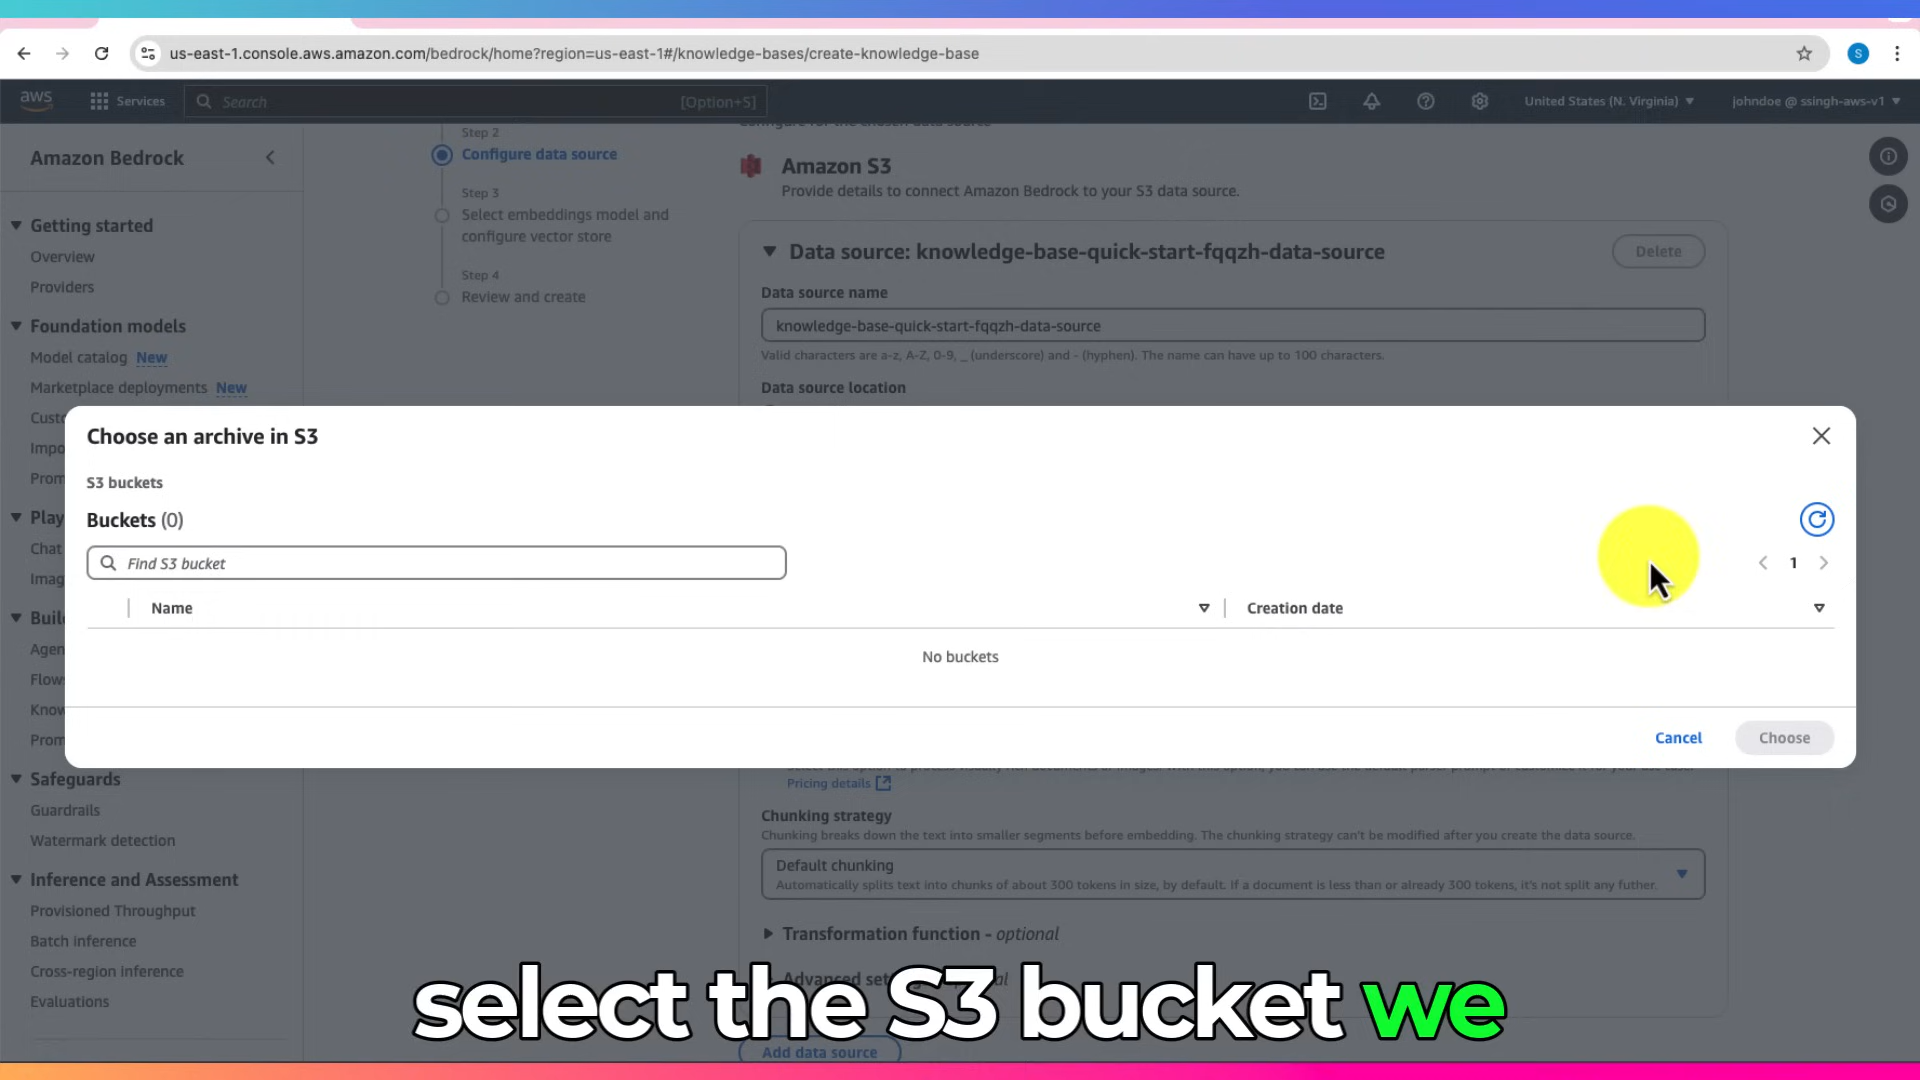 us-east-1.console.aws.amazon.com/bedrock/home?region=us-east-1#/knowledge-bases/create-knowledge-base
S
aws
Services
Search
[Option+S]
United States (N. Virginia)
johndoe @ ssingh-aws-v1
Amazon Bedrock
Getting started
Overview
Providers
Foundation models
Model catalog New
Marketplace deployments New
Custo
Impo
Prom
Play
Chat
Imag
Buil
Agen
Flow
Know
Prom
Safeguards
Guardrails
Watermark detection
Inference and Assessment
Provisioned Throughput
Batch inference
Cross-region inference
Evaluations
Step 2
Configure data source
Step 3
Select embeddings model and
configure vector store
Step 4
Review and create
Amazon S3
Provide details to connect Amazon Bedrock to your S3 data source.
Data source: knowledge-base-quick-start-fqqzh-data-source
Delete
Data source name
knowledge-base-quick-start-fqqzh-data-source
Valid characters are a-z, A-Z, 0-9, _ (underscore) and - (hyphen). The name can have up to 100 characters.
Data source location
Choose an archive in S3
S3 buckets
Buckets (0)
Find S3 bucket
1
Name
Creation date
No buckets
Cancel
Choose
Pricing details
Chunking strategy
Chunking breaks down the text into smaller segments before embedding. The chunking strategy can't be modified after you create the data source.
Default chunking
Automatically splits text into chunks of about 300 tokens in size, by default. If a document is less than or already 300 tokens, it's not split any futher.
Transformation function - optional
Advanced set
select the S3 bucket we
Add data source